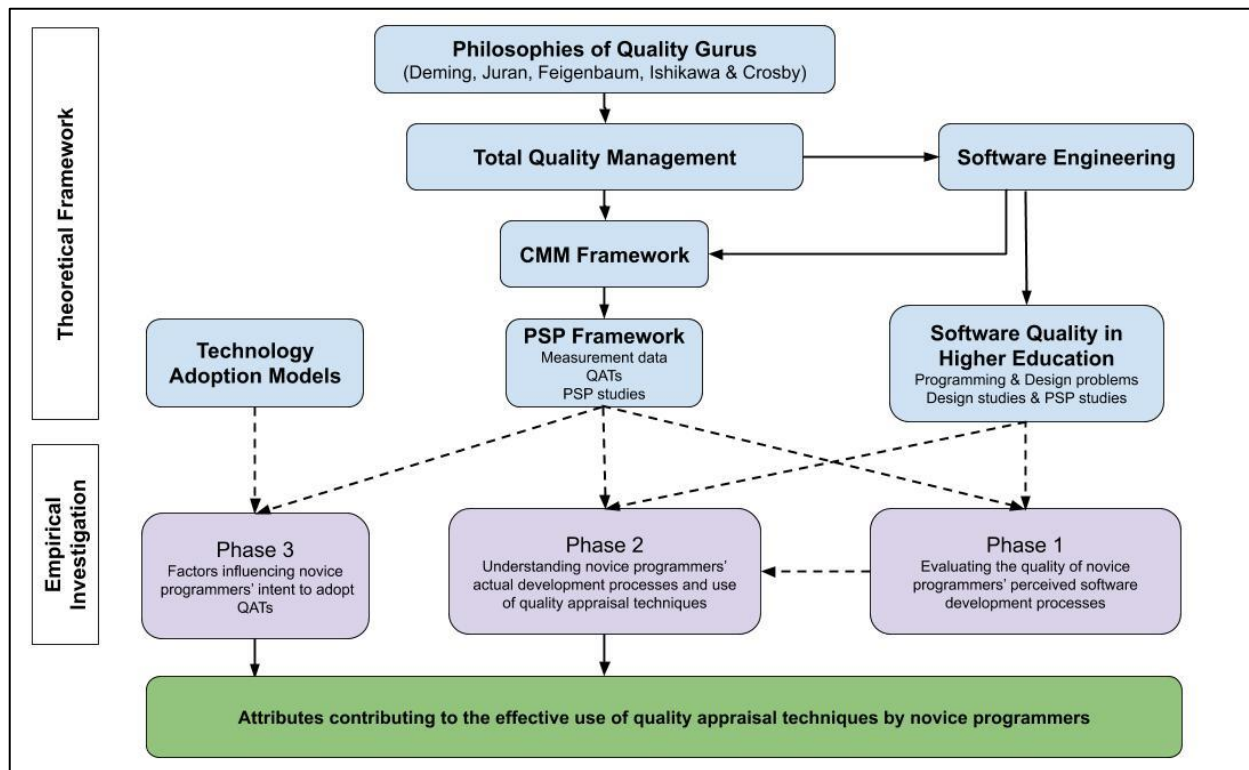 Theoretical Framework
Philosophies of Quality Gurus
(Deming, Juran, Feigenbaum, Ishikawa & Crosby)
Total Quality Management
Software Engineering
CMM Framework
Technology
Adoption Models
PSP Framework
Measurement data
QATs
PSP studies
Software Quality in
Higher Education
Programming & Design problems
Design studies & PSP studies
Empirical
Investigation
Phase 3
Factors influencing novice
programmers' intent to adopt
QATs
Phase 2
Understanding novice programmers'
actual development processes and use
of quality appraisal techniques
Phase 1
Evaluating the quality of novice
programmers' perceived software
development processes
Attributes contributing to the effective use of quality appraisal techniques by novice programmers